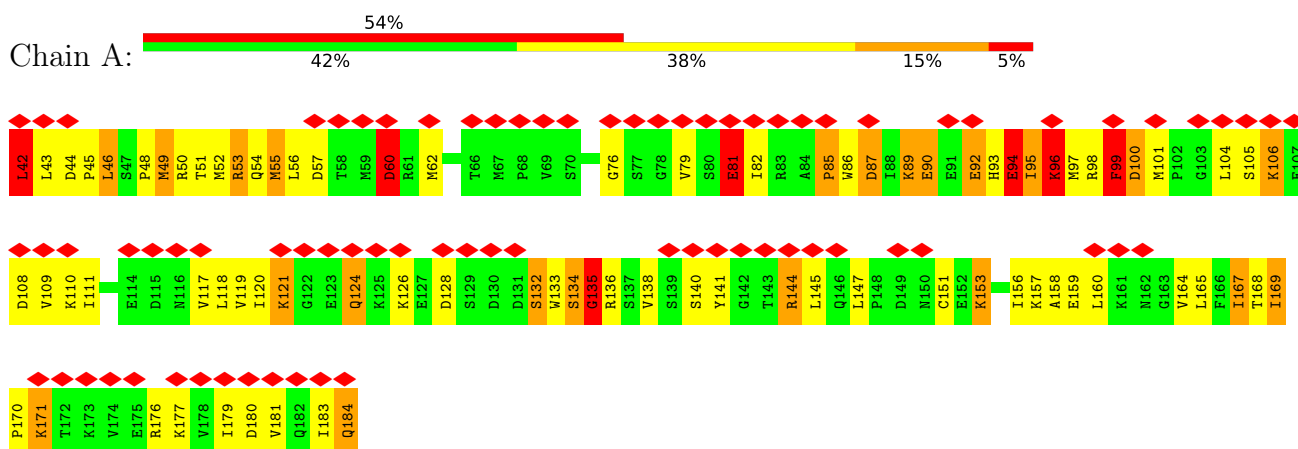 54%
Chain A:
42% 38% 15% 5%
L42 L43 D44 P45 L46 S47 P48 M49 R50 T51 M52 R53 Q54 M55 L56 D57 T58 M59 D60 R61 M62 T66 M67 P68 V69 S70 G76 S77 G78 V79 S80 E81 I82 R83 A84 P85 W86 D87 I88 K89 E90 E91 E92 H93 E94 I95 K96 M97 R98 F99 D100 M101 P102 G103 L104 S105 K106 E107
D108 V109 K110 I111 E114 D115 N116 V117 L118 V119 I120 K121 G122 E123 Q124 K125 K126 E127 D128 S129 D130 D131 S132 W133 S134 G135 R136 S137 V138 S139 S140 Y141 G142 T143 R144 L145 Q146 L147 P148 D149 N150 C151 E152 K153 I156 K157 A158 E159 L160 K161 N162 G163 V164 L165 F166 I167 T168 I169
P170 K171 T172 K173 V174 E175 R176 K177 V178 I179 D180 V181 Q182 I183 Q184